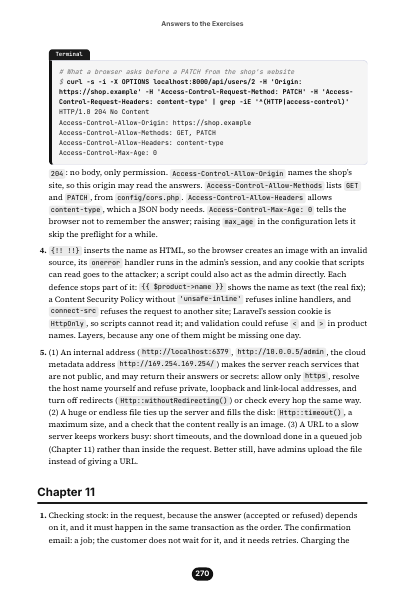 Answers to the Exercises
Terminal
# What a browser asks before a PATCH from the shop's website
$ curl -s -i -X OPTIONS localhost:8000/api/users/2 -H 'Origin:
https://shop.example' -H 'Access-Control-Request-Method: PATCH' -H 'Access-
Control-Request-Headers: content-type' | grep -iE '^(HTTP|access-control)'
HTTP/1.0 204 No Content
Access-Control-Allow-Origin: https://shop.example
Access-Control-Allow-Methods: GET, PATCH
Access-Control-Allow-Headers: content-type
Access-Control-Max-Age: 0
204 : no body, only permission. Access-Control-Allow-Origin names the shop's
site, so this origin may read the answers. Access-Control-Allow-Methods lists GET
and PATCH, from config/cors.php. Access-Control-Allow-Headers allows
content-type, which a JSON body needs. Access-Control-Max-Age: 0 tells the
browser not to remember the answer; raising max_age in the configuration lets it
skip the preflight for a while.
4. {!! !!} inserts the name as HTML, so the browser creates an image with an invalid
source, its onerror handler runs in the admin's session, and any cookie that scripts
can read goes to the attacker; a script could also act as the admin directly. Each
defence stops part of it: {{ $product->name }} shows the name as text (the real fix);
a Content Security Policy without 'unsafe-inline' refuses inline handlers, and
connect-src refuses the request to another site; Laravel's session cookie is
HttpOnly, so scripts cannot read it; and validation could refuse < and > in product
names. Layers, because any one of them might be missing one day.
5. (1) An internal address (http://localhost:6379, http://10.0.0.5/admin, the cloud
metadata address http://169.254.169.254/) makes the server reach services that
are not public, and may return their answers or secrets: allow only https, resolve
the host name yourself and refuse private, loopback and link-local addresses, and
turn off redirects (Http::withoutRedirecting()) or check every hop the same way.
(2) A huge or endless file ties up the server and fills the disk: Http::timeout(), a
maximum size, and a check that the content really is an image. (3) A URL to a slow
server keeps workers busy: short timeouts, and the download done in a queued job
(Chapter 19) rather than inside the request. Better still, have admins upload the file
instead of giving a URL.
Chapter 11
1. Checking stock: in the request, because the answer (accepted or refused) depends
on it, and it must happen in the same transaction as the order. The confirmation
email: a job; the customer does not wait for it, and it needs retries. Charging the
270